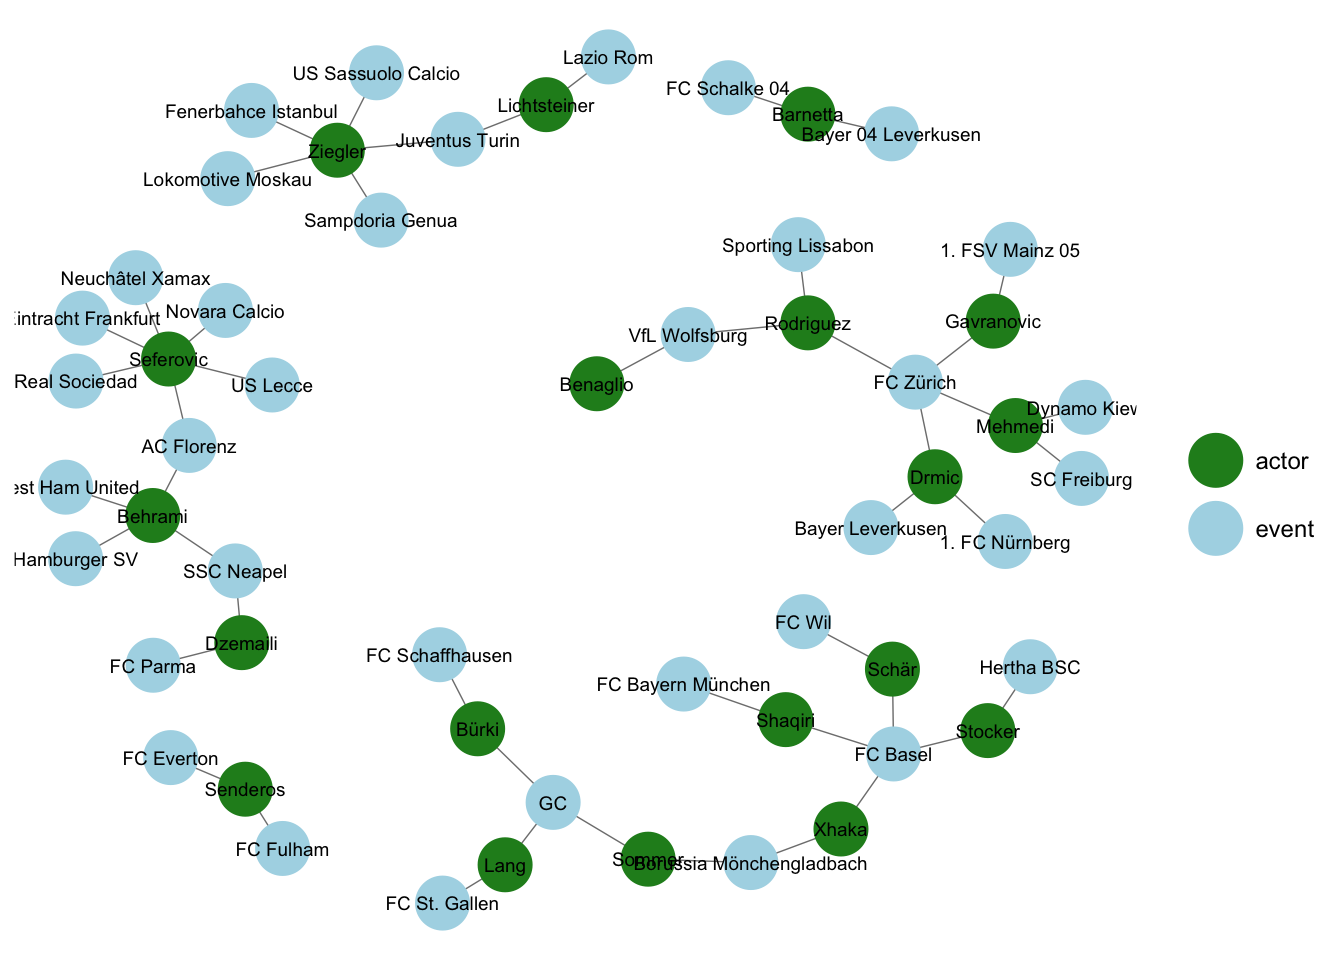 Lazio Rom
US Sassuolo Calcio
FC Schalke 04
Lichtsteiner
Fenerbahce Istanbul
Barnetta
Bayer 04 Leverkusen
Juventus Turin
Ziegler
Lokomotive Moskau
Sampdoria Genua
Sporting Lissabon
1. FSV Mainz 05
Neuchâtel Xamax
Novara Calcio
intracht Frankfurt
Gavranovic
Rodriguez
VfL Wolfsburg
Seferovic
Real Sociedad
US Lecce
Benaglio
FC Zürich
Dynamo Kiew
Mehmedi
AC Florenz
actor
Drmic
SC Freiburg
est Ham United
Behrami
Bayer Leverkusen
event
1. FC Nürnberg
Hamburger SV
SSC Neapel
FC Wil
Dzemaili
FC Schaffhausen
FC Parma
Schär
Hertha BSC
FC Bayern München
Shaqiri
Bürki
Stocker
FC Basel
FC Everton
Senderos
GC
Xhaka
FC Fulham
Sommer
Borussia Mönchengladbach
Lang
FC St. Gallen